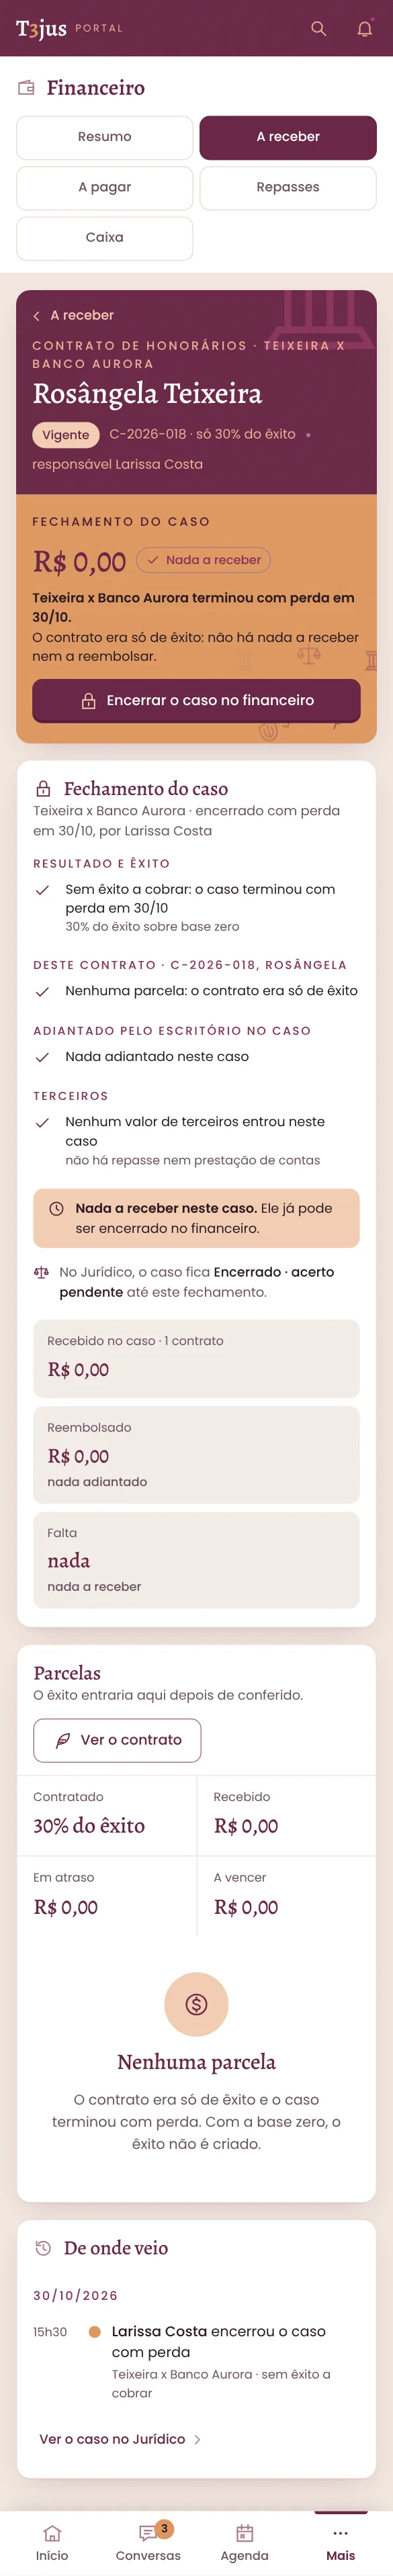 T3jus PORTAL
Financeiro
Resumo
A receber
A pagar
Repasses
Caixa
A receber
CONTRATO DE HONORÁRIOS · TEIXEIRA X
BANCO AURORA
Rosângela Teixeira
Vigente C-2026-018 · só 30% do êxito
responsável Larissa Costa
FECHAMENTO DO CASO
R$ 0,00 Nada a receber
Teixeira x Banco Aurora terminou com perda em
30/10.
O contrato era só de êxito: não há nada a receber
nem a reembolsar.
Encerrar o caso no financeiro
Fechamento do caso
Teixeira x Banco Aurora · encerrado com perda
em 30/10, por Larissa Costa
RESULTADO E ÊXITO
Sem êxito a cobrar: o caso terminou com
perda em 30/10
30% do êxito sobre base zero
DESTE CONTRATO · C-2026-018, ROSÂNGELA
Nenhuma parcela: o contrato era só de êxito
ADIANTADO PELO ESCRITÓRIO NO CASO
Nada adiantado neste caso
TERCEIROS
Nenhum valor de terceiros entrou neste
caso
não há repasse nem prestação de contas
Nada a receber neste caso. Ele já pode
ser encerrado no financeiro.
No Jurídico, o caso fica Encerrado · acerto
pendente até este fechamento.
Recebido no caso · 1 contrato
R$ 0,00
Reembolsado
R$ 0,00
nada adiantado
Falta
nada
nada a receber
Parcelas
O êxito entraria aqui depois de conferido.
Ver o contrato
Contratado
30% do êxito
Recebido
R$ 0,00
Em atraso
R$ 0,00
A vencer
R$ 0,00
Nenhuma parcela
O contrato era só de êxito e o caso
terminou com perda. Com a base zero, o
êxito não é criado.
De onde veio
30/10/2026
15h30
Larissa Costa encerrou o caso
com perda
Teixeira x Banco Aurora · sem êxito a
cobrar
Ver o caso no Jurídico
3
Início
Conversas
Agenda
Mais